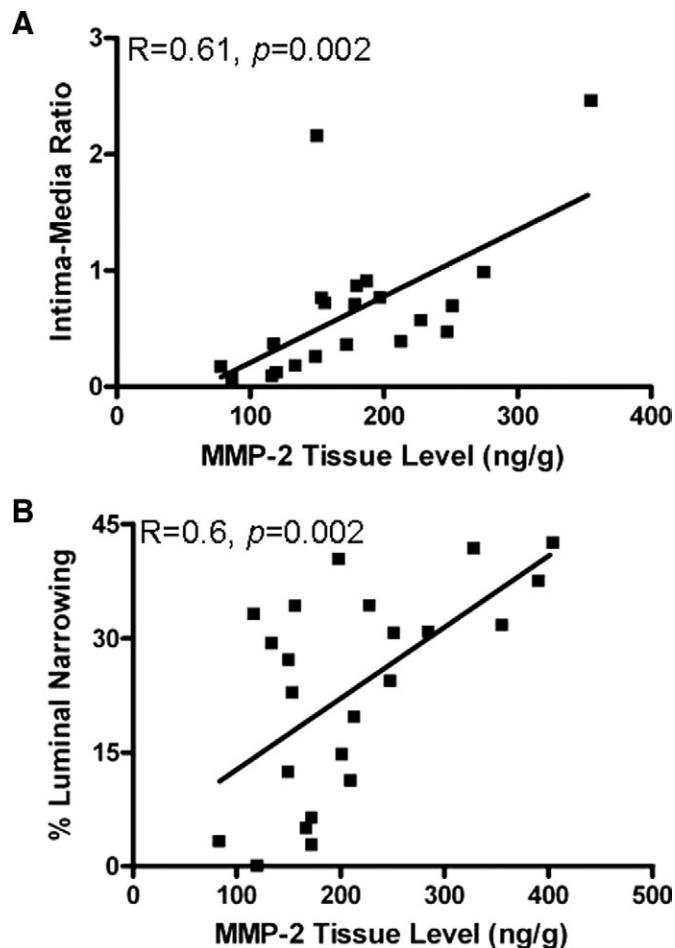 A
R=0.61, p=0.002
3
2
1
0
Intima-Media Ratio
0 100 200 300 400
MMP-2 Tissue Level (ng/g)
B
R=0.6, p=0.002
45
30
15
0
% Luminal Narrowing
0 100 200 300 400 500
MMP-2 Tissue Level (ng/g)